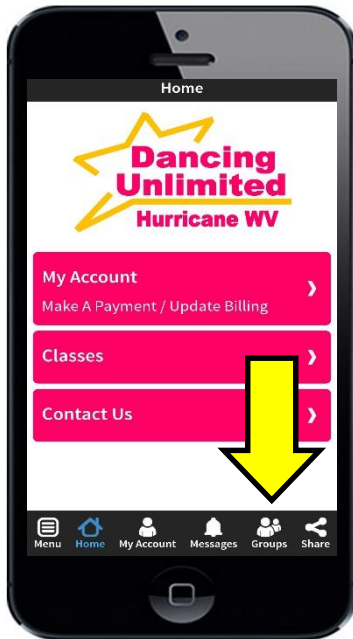 Home
Dancing
Unlimited
Hurricane WV
My Account
Make A Payment / Update Billing
Classes
Contact Us
Menu Home My Account Messages Groups Share